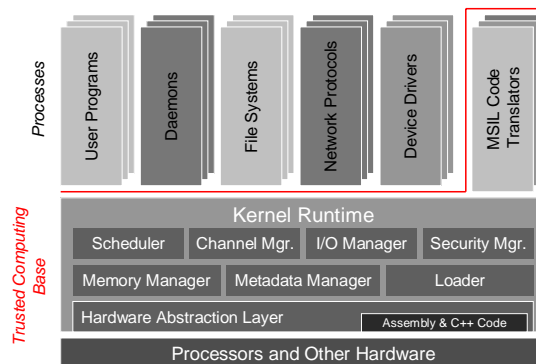 Processes
User Programs
Daemons
File Systems
Network Protocols
Device Drivers
MSIL Code
Translators
Trusted Computing
Base
Kernel Runtime
Scheduler
Channel Mgr.
I/O Manager
Security Mgr.
Memory Manager
Metadata Manager
Loader
Hardware Abstraction Layer
Assembly & C++ Code
Processors and Other Hardware